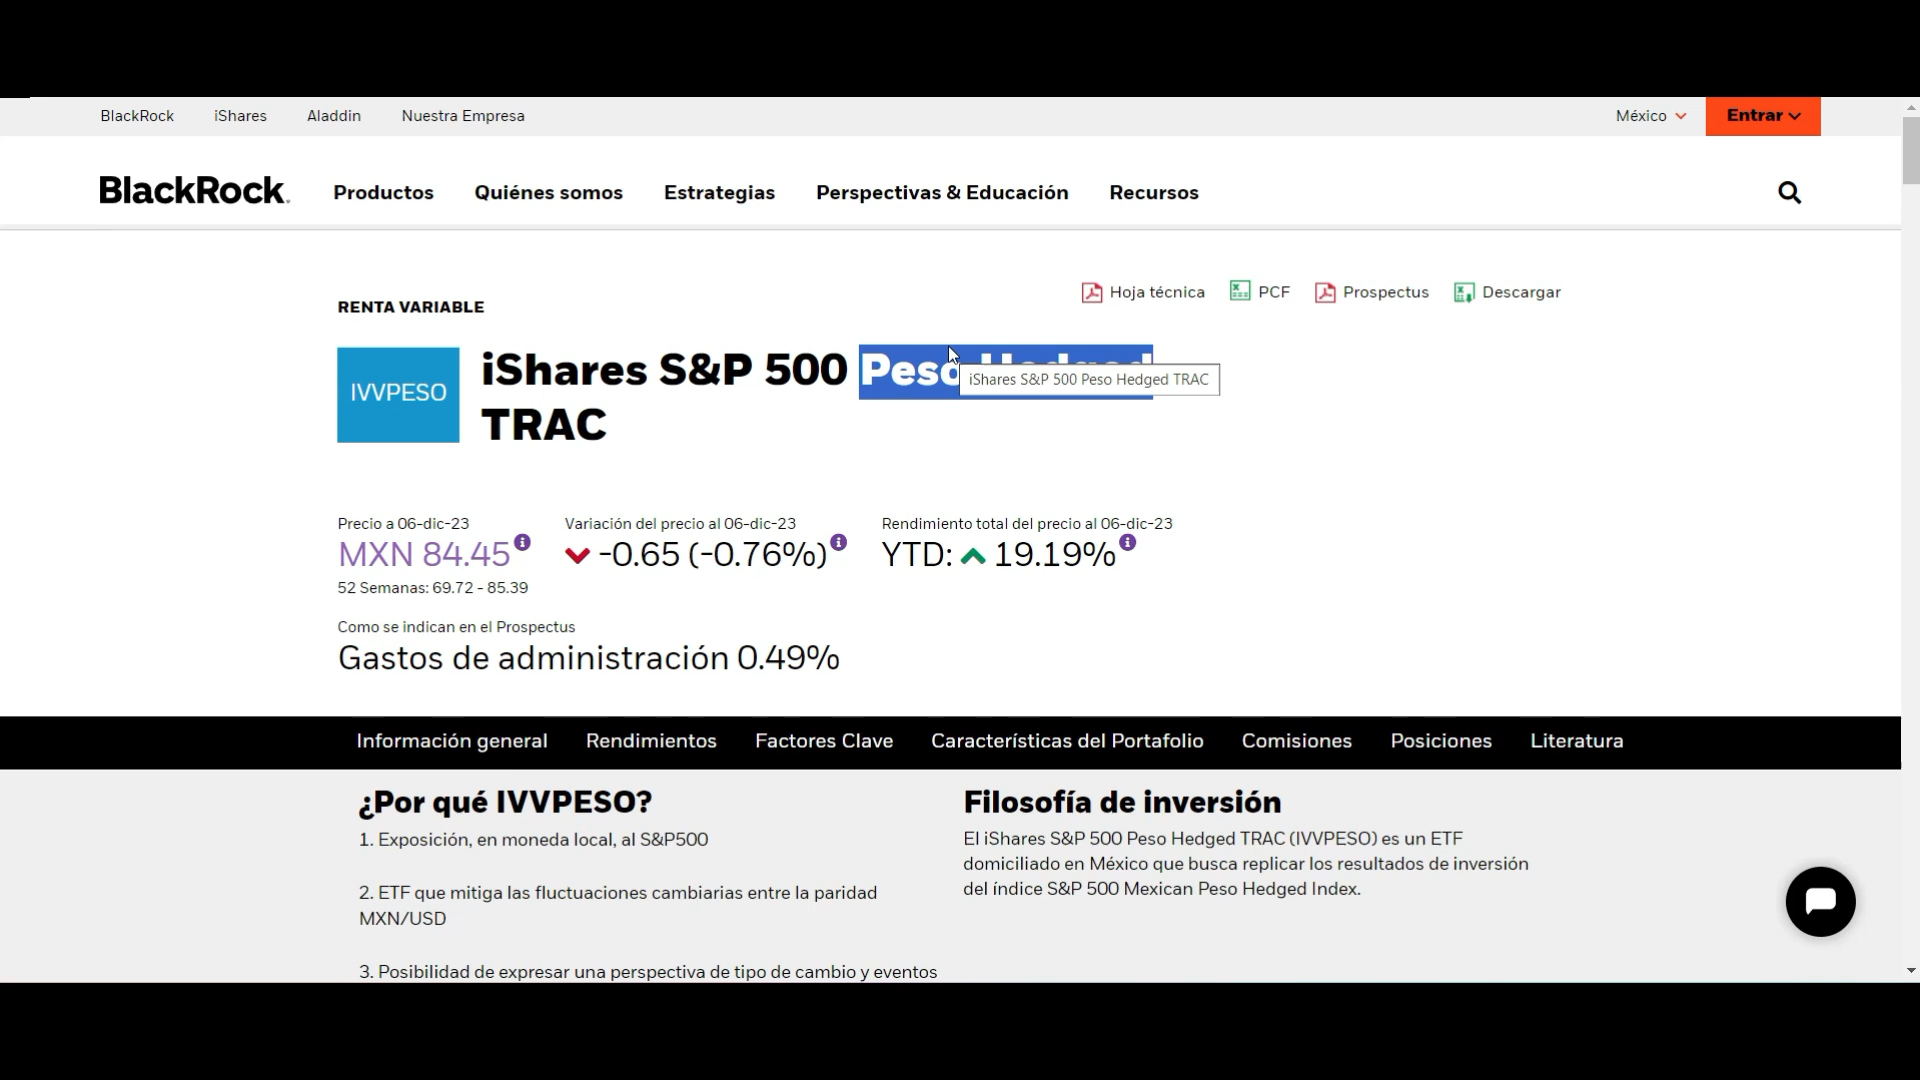 BlackRock iShares Aladdin Nuestra Empresa México Entrar
BlackRock. Productos Quiénes somos Estrategias Perspectivas & Educación Recursos
Hoja técnica PCF Prospectus Descargar
RENTA VARIABLE
IVVPESO
iShares S&P 500 Peso Hedged
TRAC
iShares S&P 500 Peso Hedged TRAC
Precio a 06-dic-23
MXN 84.45
52 Semanas: 69.72 - 85.39
Variación del precio al 06-dic-23
-0.65 (-0.76%)
Rendimiento total del precio al 06-dic-23
YTD: 19.19%
Como se indican en el Prospectus
Gastos de administración 0.49%
Información general Rendimientos Factores Clave Características del Portafolio Comisiones Posiciones Literatura
¿Por qué IVVPESO?
1. Exposición, en moneda local, al S&P500
2. ETF que mitiga las fluctuaciones cambiarias entre la paridad
MXN/USD
3. Posibilidad de expresar una perspectiva de tipo de cambio y eventos
Filosofía de inversión
El iShares S&P 500 Peso Hedged TRAC (IVVPESO) es un ETF
domiciliado en México que busca replicar los resultados de inversión
del índice S&P 500 Mexican Peso Hedged Index.